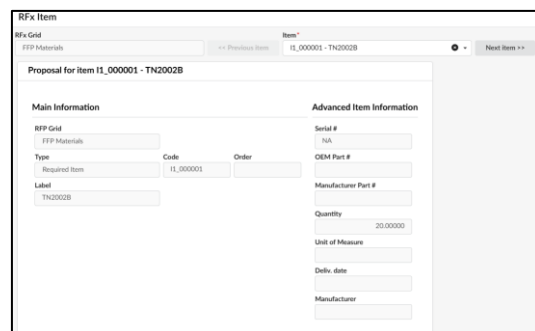 RFx Item
RFx Grid
Item*
FFP Materials
<< Previous Item
I1_000001 - TN2002B
Next item >>
Proposal for item I1_000001 - TN2002B
Main Information
RFP Grid
FFP Materials
Type
Code
Order
Required Item
I1_000001
Label
TN2002B
Advanced Item Information
Serial #
NA
OEM Part #
Manufacturer Part #
Quantity
20.00000
Unit of Measure
Deliv. date
Manufacturer